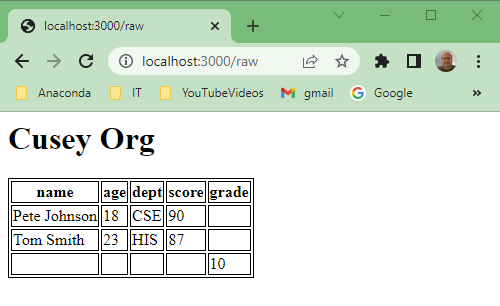 localhost:3000/raw
localhost:3000/raw
Anaconda IT YouTubeVideos gmail Google »
Cusey Org
name age dept score grade
Pete Johnson 18 CSE 90
Tom Smith 23 HIS 87
10